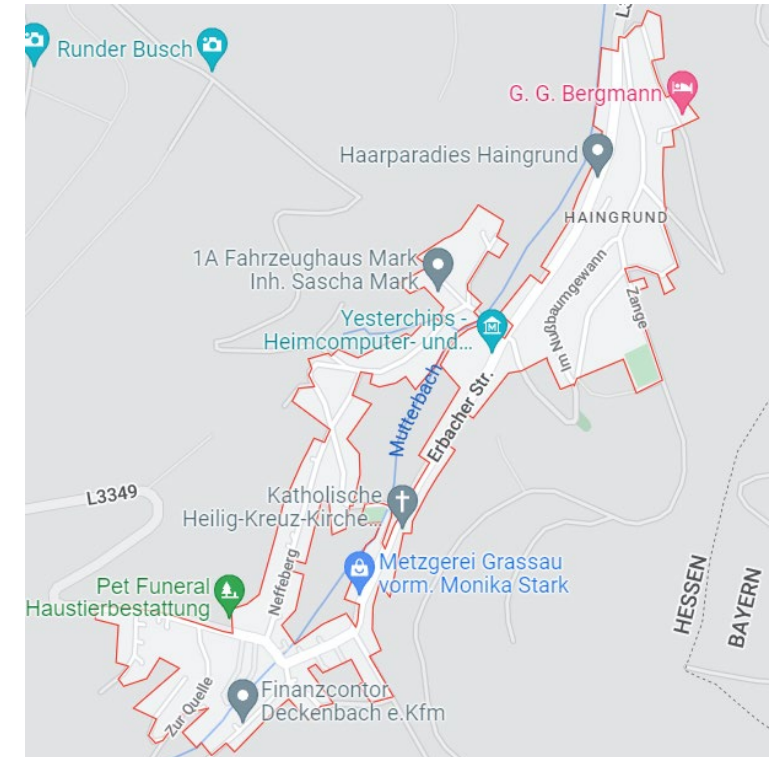 L3
Runder Busch
G. G. Bergmann
Haarparadies Haingrund
HAINGRUND
1A Fahrzeughaus Mark
Inh. Sascha Mark
Im Nußbaumgewann
Zange
Yesterchips -
Heimcomputer- und...
Mutterbach
Erbacher Str.
L3349
Katholische
Heilig-Kreuz-Kirche...
Metzgerei Grassau
vorm. Monika Stark
HESSEN
BAYERN
Pet Funeral
Haustierbestattung
Neffeberg
Zur Quelle
Finanzcontor
Deckenbach e.Kfm